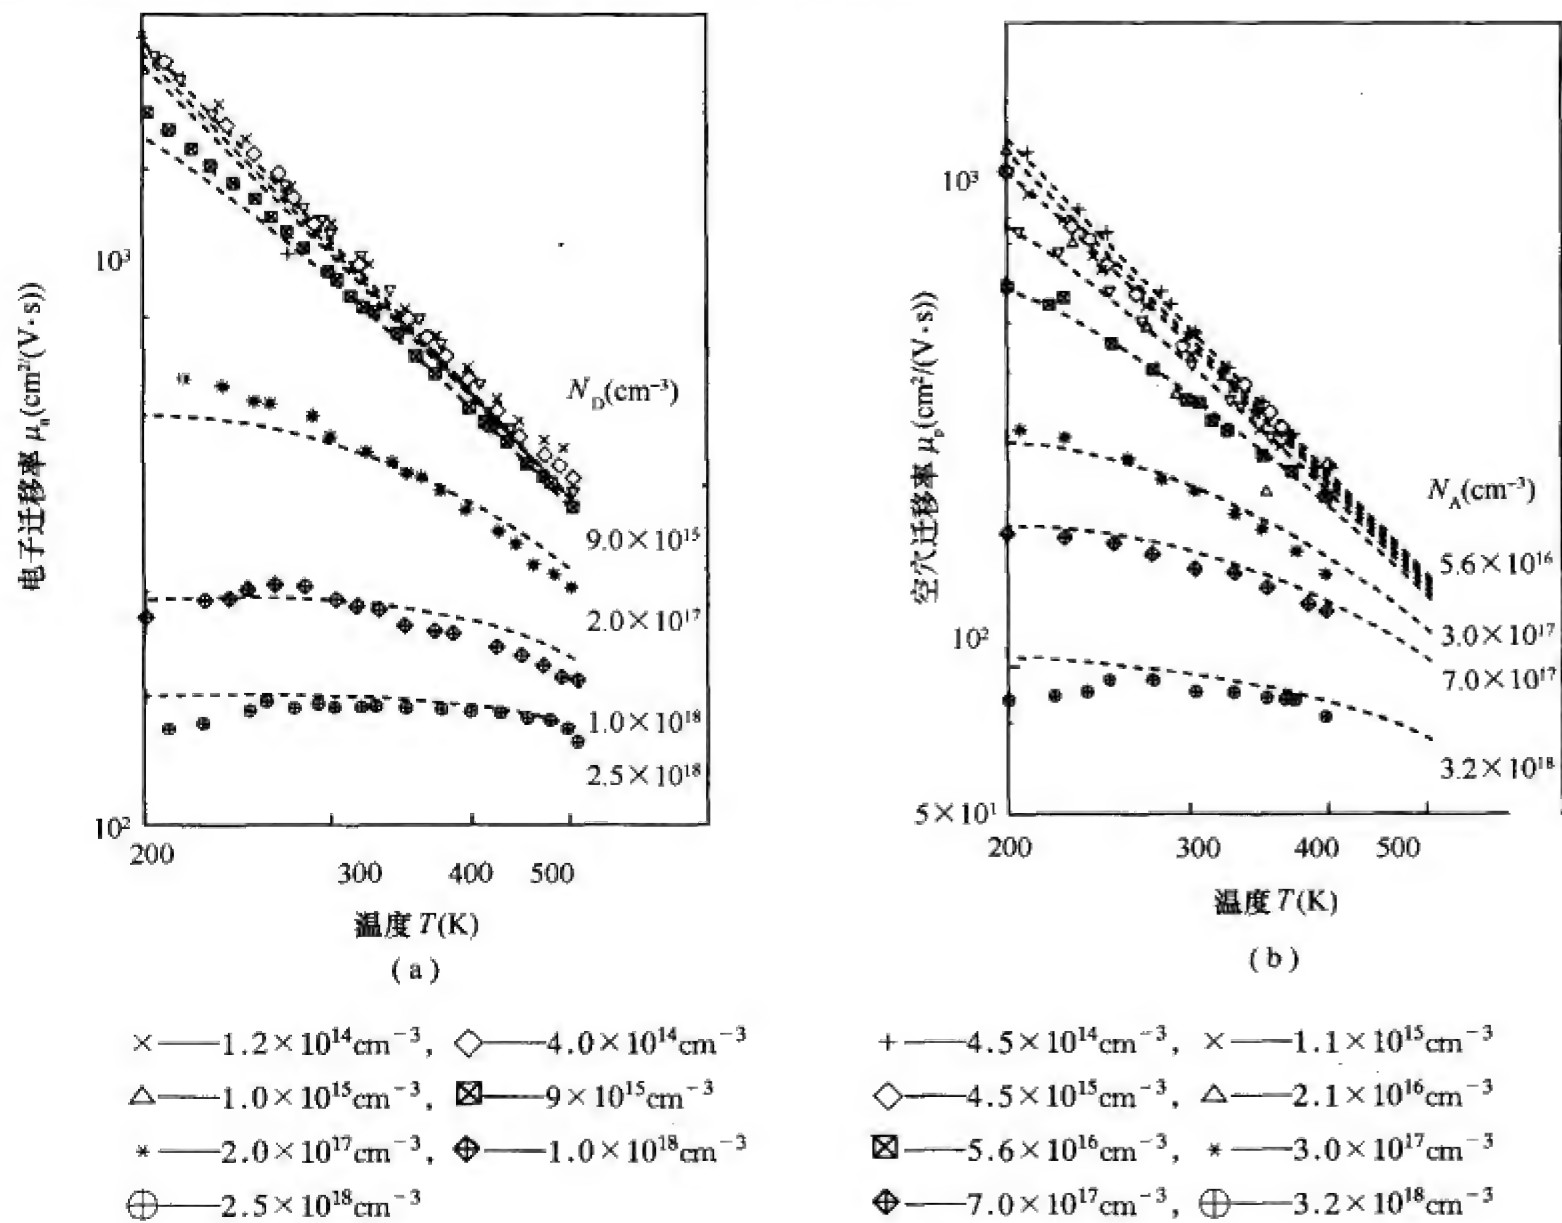 10³
电子迁移率 μₙ(cm²/(V·s))
N_D(cm⁻³)
9.0×10¹⁵
2.0×10¹⁷
1.0×10¹⁸
2.5×10¹⁸
10²
200 300 400 500
温度 T(K)
(a)
10³
空穴迁移率 μₚ(cm²/(V·s))
N_A(cm⁻³)
5.6×10¹⁶
3.0×10¹⁷
7.0×10¹⁷
3.2×10¹⁸
10²
5×10¹
200 300 400 500
温度 T(K)
(b)
×——1.2×10¹⁴cm⁻³, ◇——4.0×10¹⁴cm⁻³
△——1.0×10¹⁵cm⁻³, ⊠——9×10¹⁵cm⁻³
*——2.0×10¹⁷cm⁻³, ——1.0×10¹⁸cm⁻³
⊕——2.5×10¹⁸cm⁻³
+——4.5×10¹⁴cm⁻³, ×——1.1×10¹⁵cm⁻³
◇——4.5×10¹⁵cm⁻³, △——2.1×10¹⁶cm⁻³
⊠——5.6×10¹⁶cm⁻³, *——3.0×10¹⁷cm⁻³
——7.0×10¹⁷cm⁻³, ⊕——3.2×10¹⁸cm⁻³